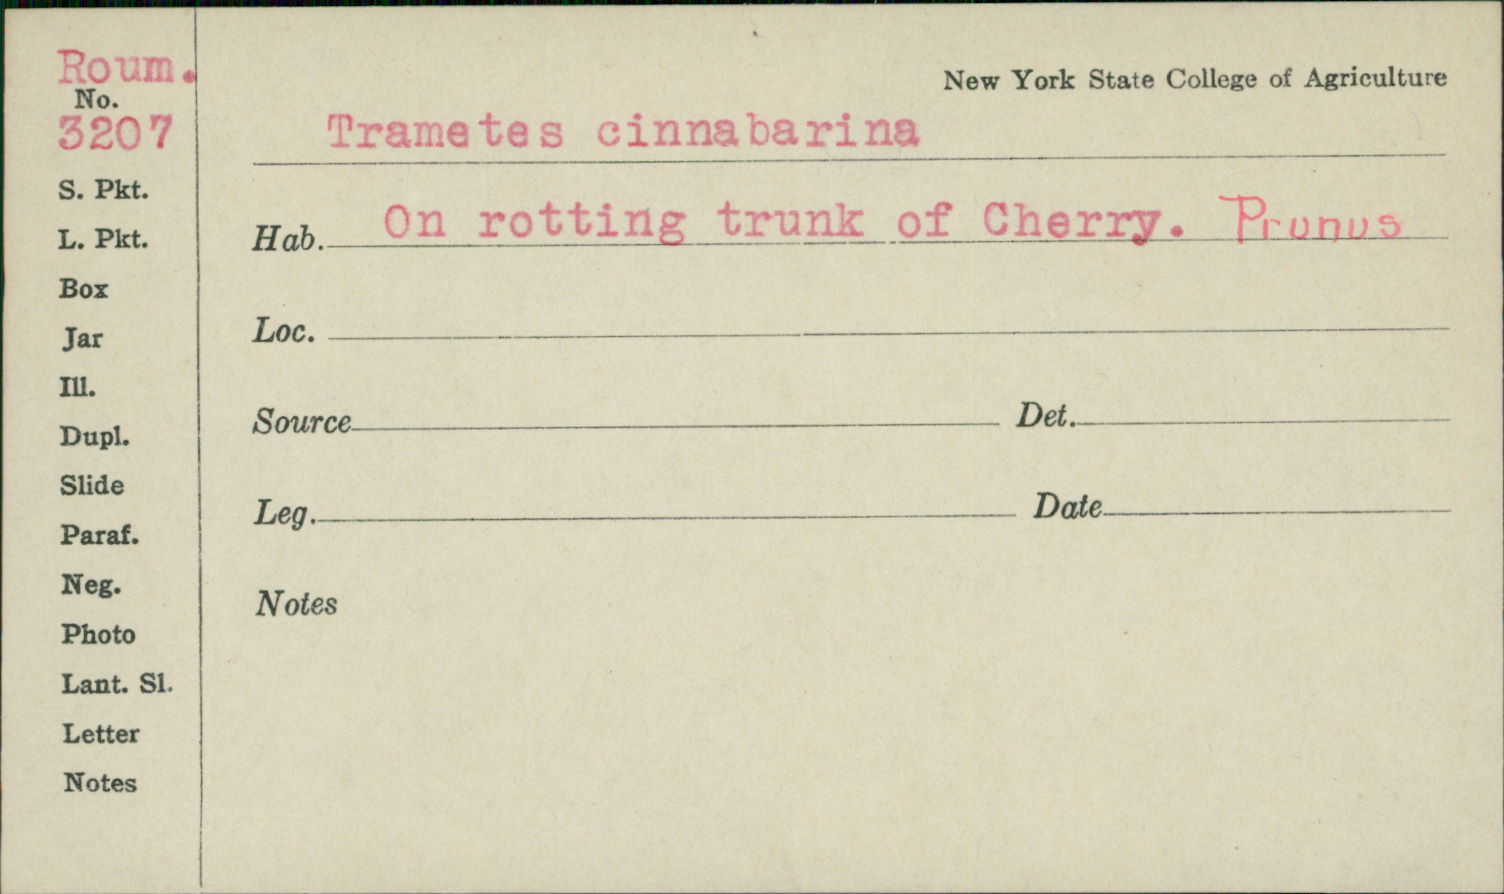 Roum.
No.
3207
New York State College of Agriculture
Trametes cinnabarina
Hab. On rotting trunk of Cherry. Prunus
Loc.
Source Det.
Leg. Date
Notes
S. Pkt.
L. Pkt.
Box
Jar
Ill.
Dupl.
Slide
Paraf.
Neg.
Photo
Lant. Sl.
Letter
Notes